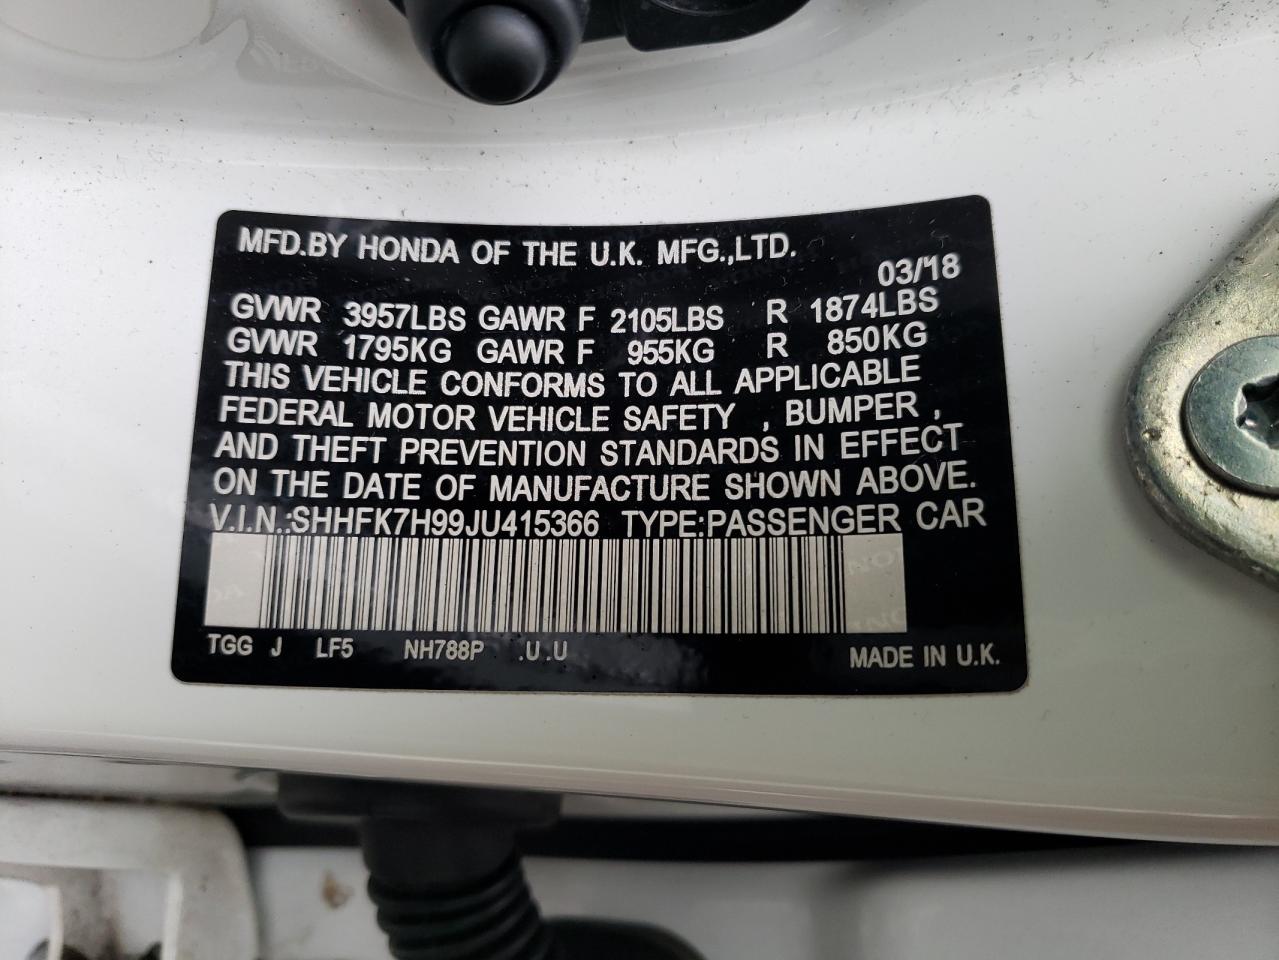 MFD.BY HONDA OF THE U.K. MFG.,LTD.
03/'18
GVWR 3957LBS GAWR F 2105LBS R 1874LBS
GVWR 1795KG GAWR F 955KG R 850KG
THIS VEHICLE CONFORMS TO ALL APPLICABLE
FEDERAL MOTOR VEHICLE SAFETY , BUMPER ,
AND THEFT PREVENTION STANDARDS IN EFFECT
ON THE DATE OF MANUFACTURE SHOWN ABOVE.
V.I.N.:SHHFK7H99JU415366 TYPE:PASSENGER CAR
TGG J LF5 NH788P .U .U
MADE IN U.K.